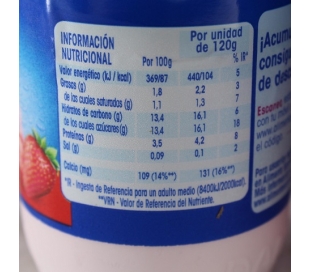 INFORMACIÓN NUTRICIONAL Por 100g Por unidad de 120g % IR*
Valor energético (kJ / kcal) 369/87 440/104 5
Grasas (g) 1,8 2,2 3
de las cuales saturadas (g) 1,1 1,3 7
Hidratos de carbono (g) 13,4 16,1 6
de los cuales azúcares (g) 13,4 16,1 18
Proteínas (g) 3,5 4,2 8
Sal (g) 0,09 0,1 2
Calcio (mg) 109 (14%**) 131 (16%**)
*IR - Ingesta de Referencia para un adulto medio (8400kJ/2000kcal).
**VRN - Valor de Referencia del Nutriente.
¡Acumu
consig
de desc